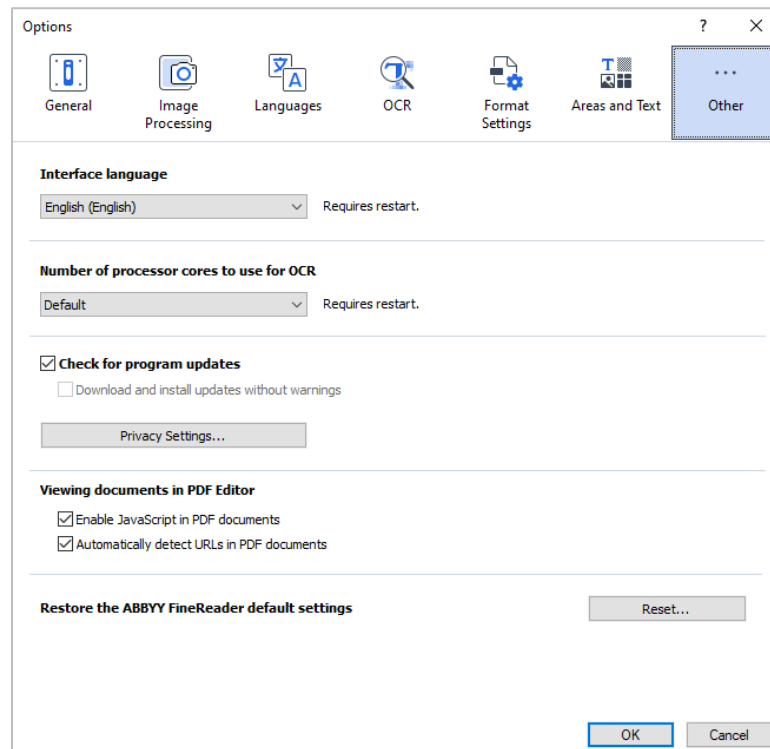 Options
?
General
Image
Processing
Languages
OCR
Format
Settings
Areas and Text
Other
Interface language
English (English)
Requires restart.
Number of processor cores to use for OCR
Default
Requires restart.
Check for program updates
Download and install updates without warnings
Privacy Settings...
Viewing documents in PDF Editor
Enable JavaScript in PDF documents
Automatically detect URLs in PDF documents
Restore the ABBYY FineReader default settings
Reset...
OK
Cancel